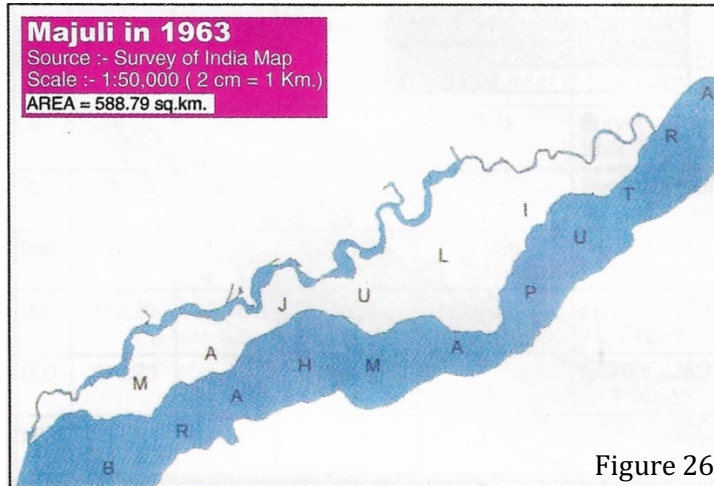 Majuli in 1963
Source :- Survey of India Map
Scale :- 1:50,000 ( 2 cm = 1 Km.)
AREA = 588.79 sq.km.
M A J U L I
B R A H M A P U T R A
Figure 26